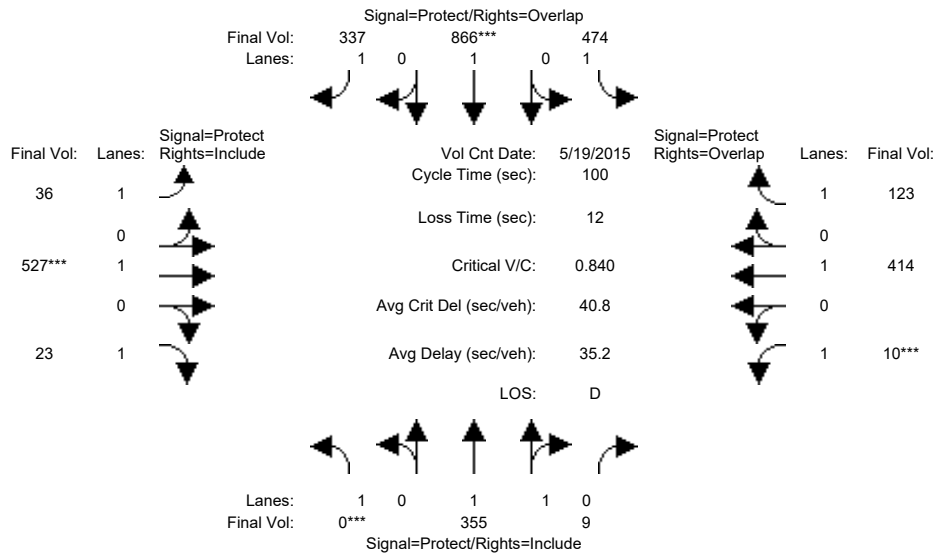 Signal=Protect/Rights=Overlap
Final Vol: 337 866*** 474
Lanes: 1 0 1 0 1
Signal=Protect
Final Vol: Lanes: Rights=Include
Vol Cnt Date: 5/19/2015
Signal=Protect
Rights=Overlap Lanes: Final Vol:
Cycle Time (sec): 100
36 1
1 123
Loss Time (sec): 12
0
0
527*** 1
Critical V/C: 0.840
1 414
0
Avg Crit Del (sec/veh): 40.8
0
23 1
Avg Delay (sec/veh): 35.2
1 10***
LOS: D
Lanes: 1 0 1 1 0
Final Vol: 0*** 355 9
Signal=Protect/Rights=Include